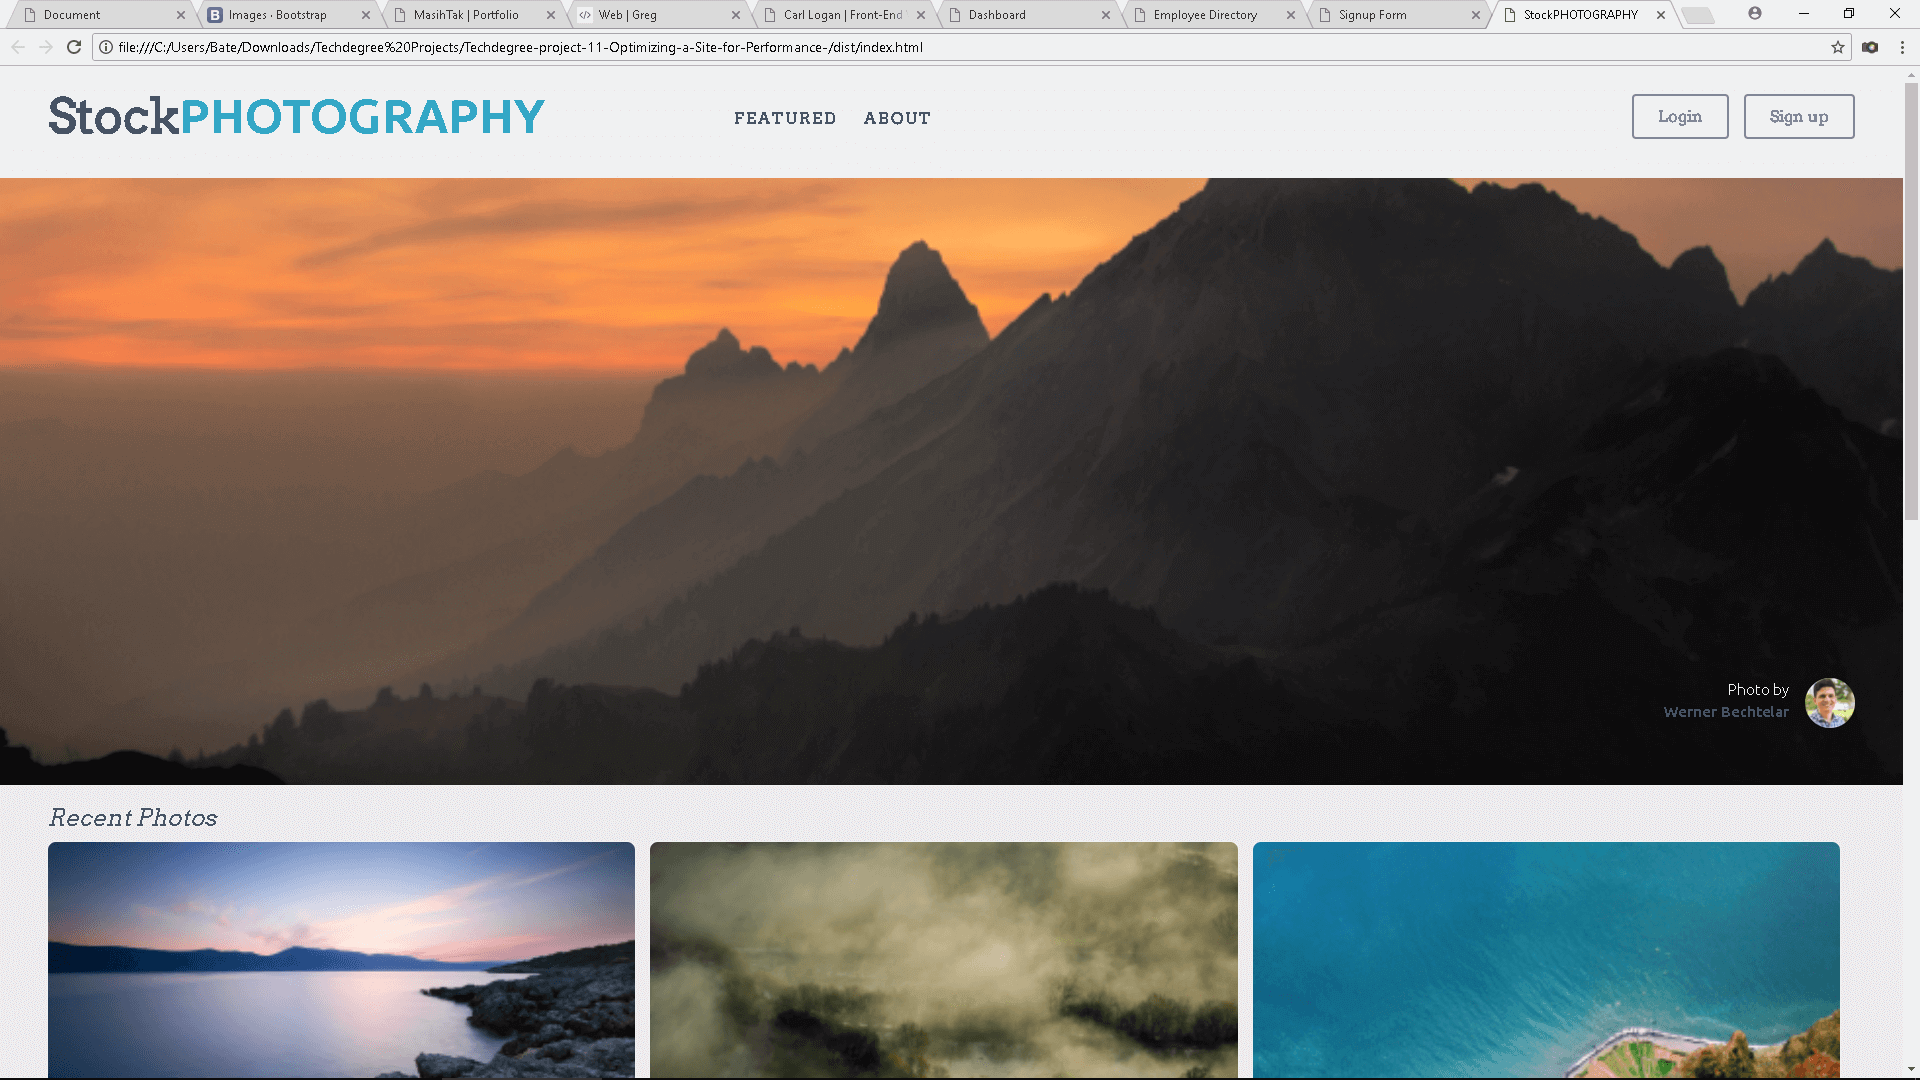 Document
Images · Bootstrap
MasihTak | Portfolio
Web | Greg
Carl Logan | Front-End
Dashboard
Employee Directory
Signup Form
StockPHOTOGRAPHY
file:///C:/Users/Bate/Downloads/Techdegree%20Projects/Techdegree-project-11-Optimizing-a-Site-for-Performance-/dist/index.html
StockPHOTOGRAPHY
FEATURED
ABOUT
Login
Sign up
Photo by
Werner Bechtelar
Recent Photos